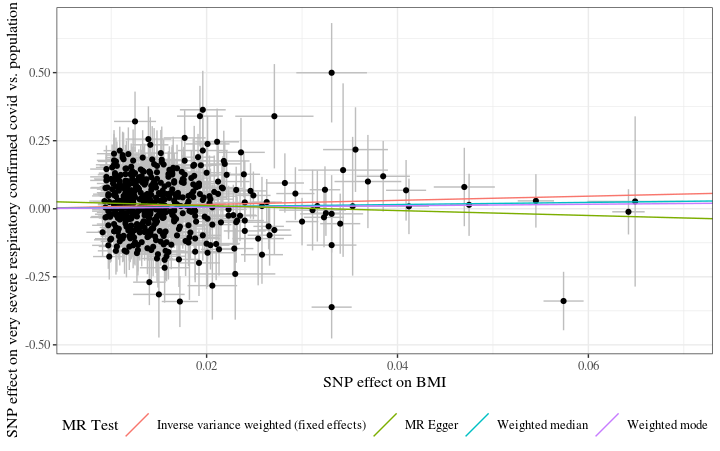 SNP effect on very severe respiratory confirmed covid vs. population
0.50
0.25
0.00
-0.25
-0.50
0.02
0.04
0.06
SNP effect on BMI
MR Test
Inverse variance weighted (fixed effects)
MR Egger
Weighted median
Weighted mode